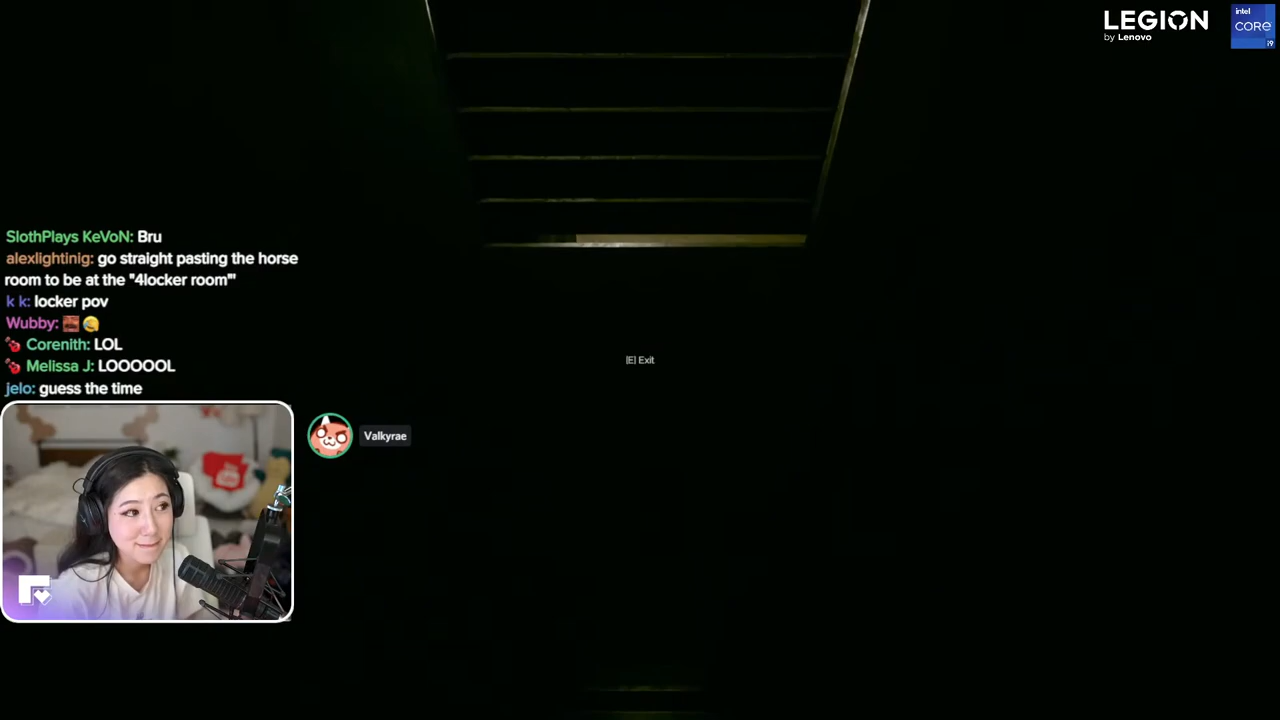 LEGION
by Lenovo
intel
CORE
i9
SlothPlays KeVoN: Bru
alexlightinig: go straight pasting the horse
room to be at the "4locker room"'
k k: locker pov
Wubby:
Corenith: LOL
Melissa J: LOOOOOL
jelo: guess the time
[E] Exit
Valkyrae